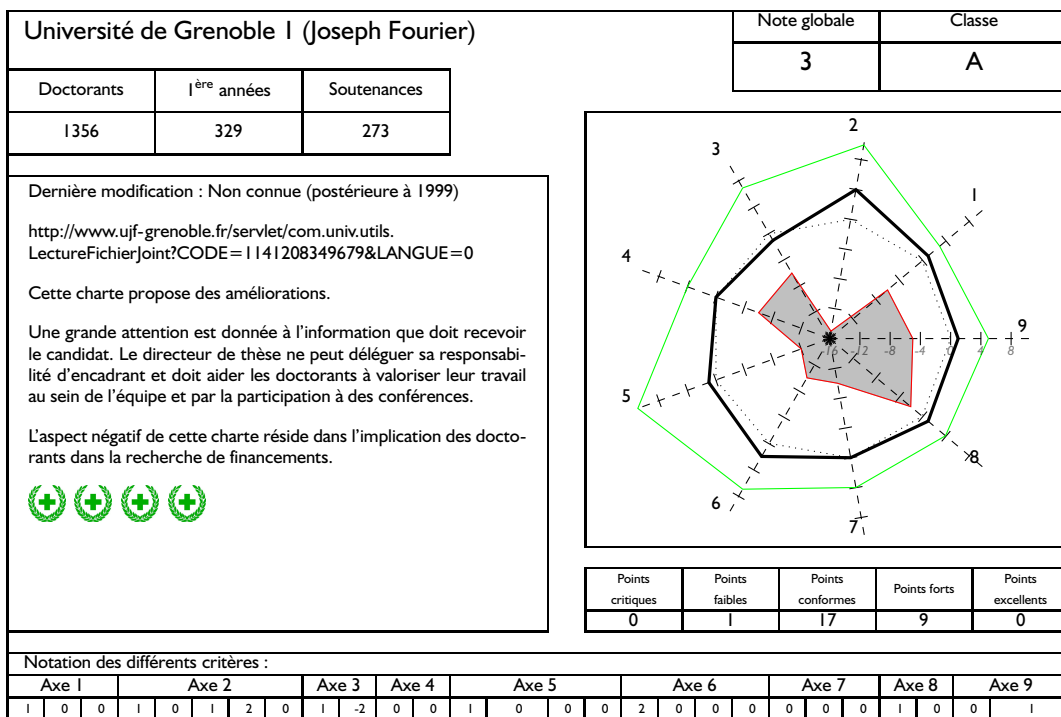 Université de Grenoble 1 (Joseph Fourier)
Note globale Classe
3 A
Doctorants 1ère années Soutenances
1356 329 273
Dernière modification : Non connue (postérieure à 1999)
http://www.ujf-grenoble.fr/servlet/com.univ.utils.
LectureFichierJoint?CODE=1141208349679&LANGUE=0
Cette charte propose des améliorations.
Une grande attention est donnée à l'information que doit recevoir
le candidat. Le directeur de thèse ne peut déléguer sa responsabi-
lité d'encadrant et doit aider les doctorants à valoriser leur travail
au sein de l'équipe et par la participation à des conférences.
L'aspect négatif de cette charte réside dans l'implication des docto-
rants dans la recherche de financements.
2
3
1
4
9
-16 -12 -8 -4 0 4 8
5
8
6
7
Points critiques Points faibles Points conformes Points forts Points excellents
0 1 17 9 0
Notation des différents critères :
Axe 1 Axe 2 Axe 3 Axe 4 Axe 5 Axe 6 Axe 7 Axe 8 Axe 9
1 0 0 1 0 1 2 0 1 -2 0 0 1 0 0 0 0 2 0 0 0 0 0 0 0 1 0 0 1